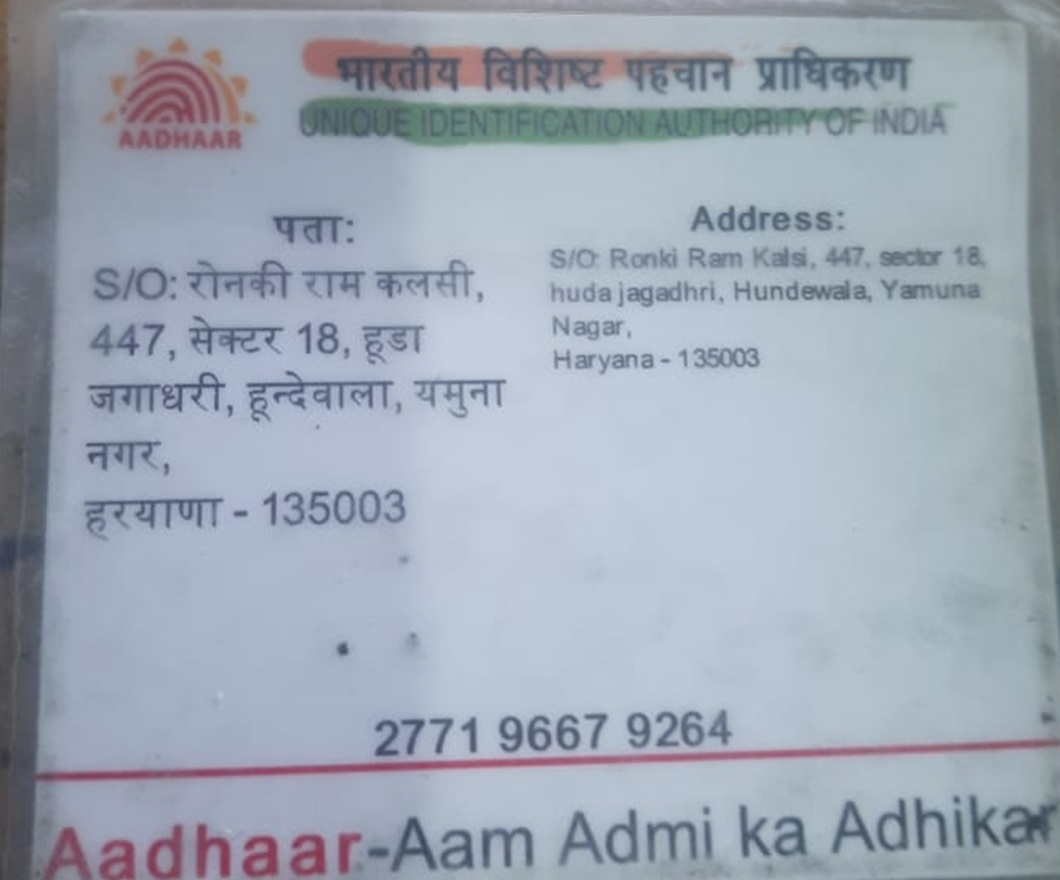 AADHAAR
भारतीय विशिष्ट पहचान प्राधिकरण
UNIQUE IDENTIFICATION AUTHORITY OF INDIA
पता:
S/O: रोनकी राम कलसी,
447, सेक्टर 18, हूडा
जगाधरी, हून्देवाला, यमुना
नगर,
हरयाणा - 135003
Address:
S/O: Ronki Ram Kalsi, 447, sector 18,
huda jagadhri, Hundewala, Yamuna
Nagar,
Haryana - 135003
2771 9667 9264
Aadhaar-Aam Admi ka Adhikar